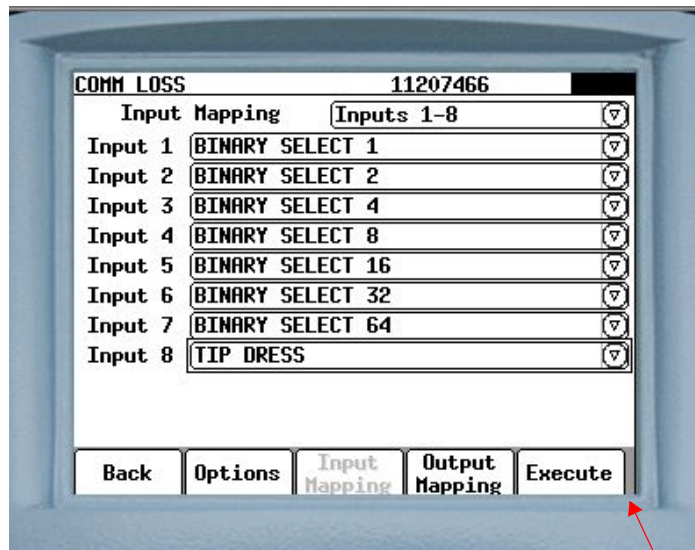 COMM LOSS 11207466
Input Mapping Inputs 1-8
Input 1 BINARY SELECT 1
Input 2 BINARY SELECT 2
Input 3 BINARY SELECT 4
Input 4 BINARY SELECT 8
Input 5 BINARY SELECT 16
Input 6 BINARY SELECT 32
Input 7 BINARY SELECT 64
Input 8 TIP DRESS
Back Options Input Mapping Output Mapping Execute